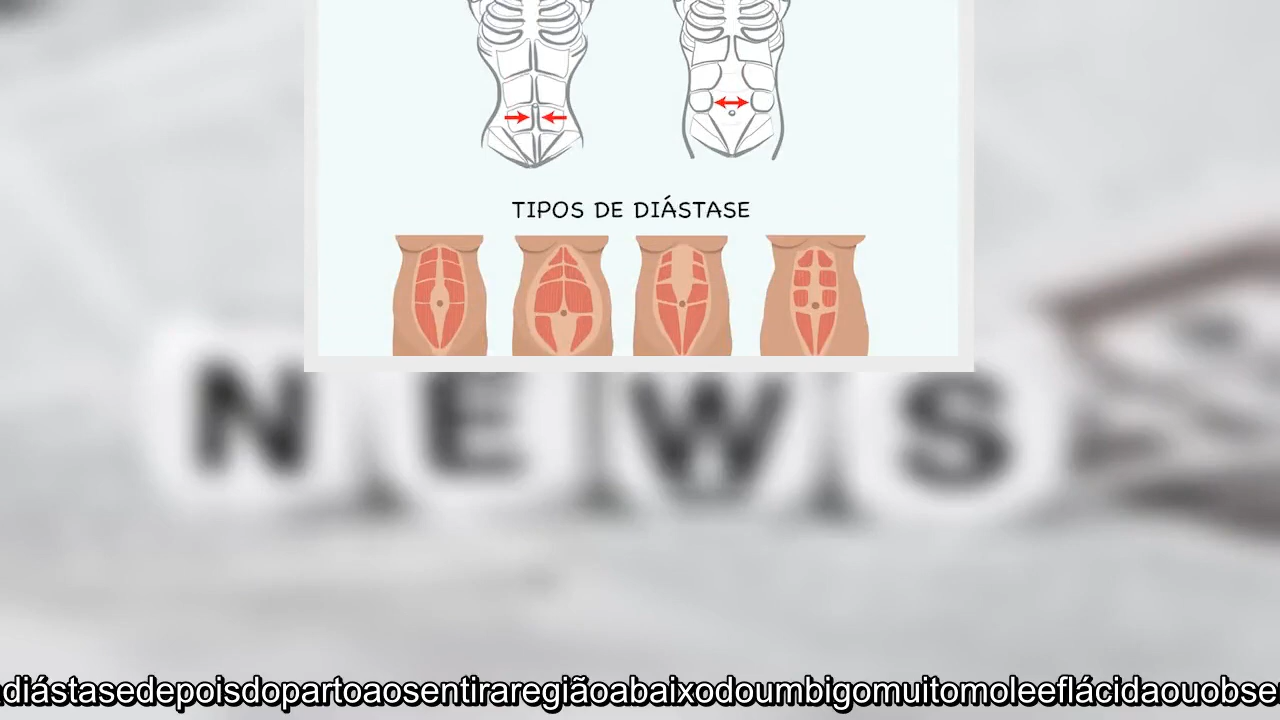 TIPOS DE DIÁSTASE
NEWS
diástasedepoisdopartoaosentiraregiãoabaixodoumbigomuitomoleeflácidaouobse